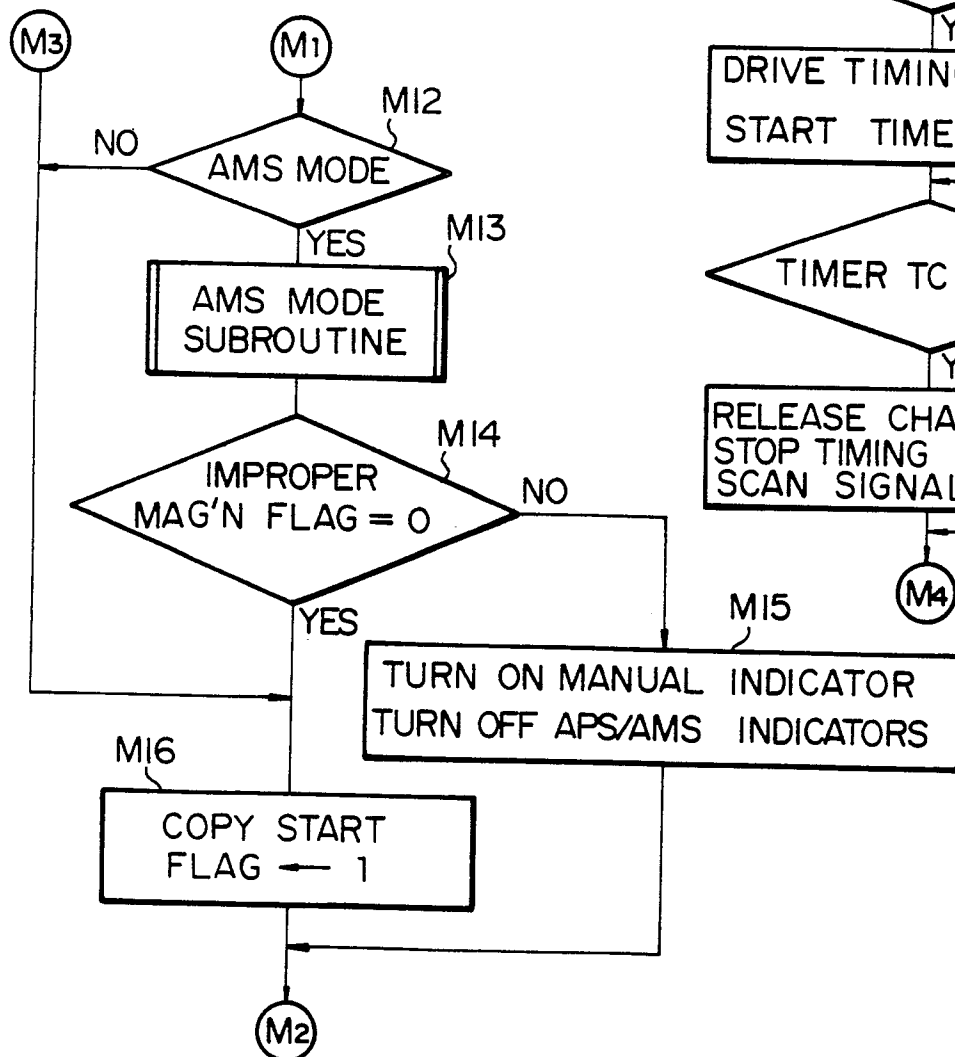 M3
M1
M12
NO
AMS MODE
YES
M13
AMS MODE
SUBROUTINE
M14
IMPROPER
MAG'N FLAG = 0
NO
YES
M15
TURN ON MANUAL INDICATOR
TURN OFF APS/AMS INDICATORS
M16
COPY START
FLAG ← 1
M2
Y
DRIVE TIMING
START TIME
TIMER TC
Y
RELEASE CHA
STOP TIMING
SCAN SIGNAL
M4